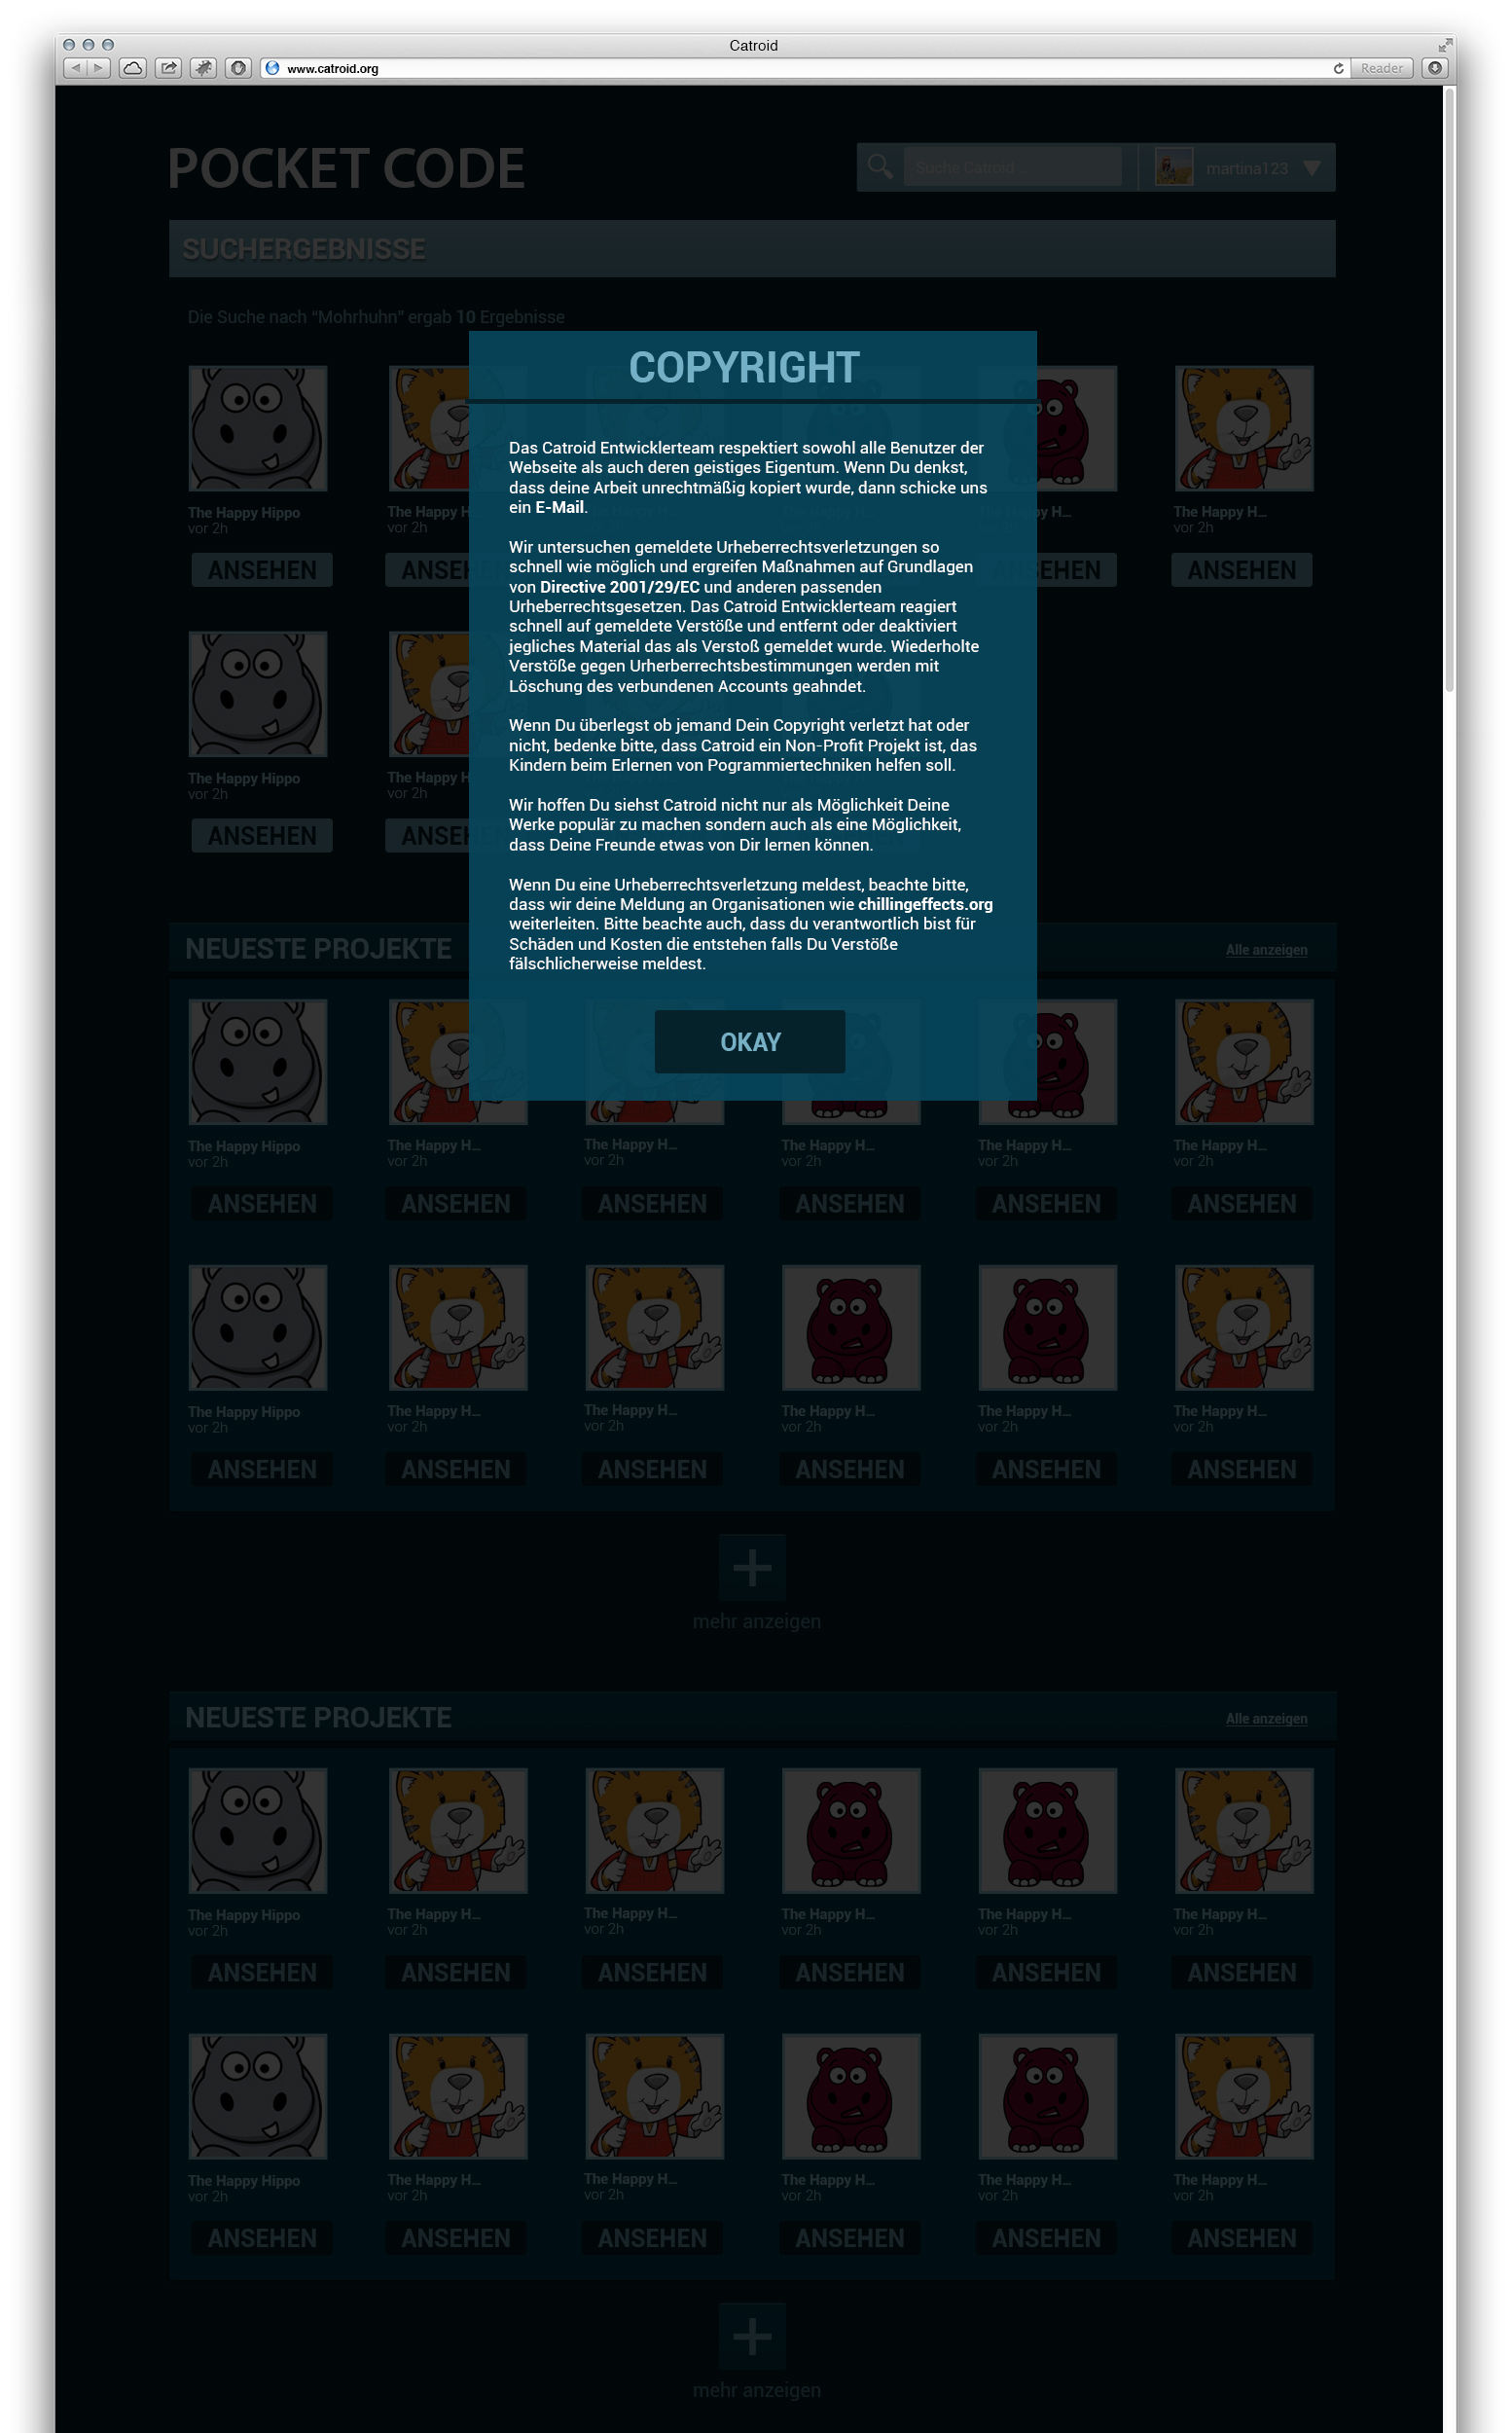 Catroid
www.catroid.org
Reader
POCKET CODE
Suche Catroid...
martina123
SUCHERGEBNISSE
Die Suche nach “Mohrhuhn” ergab 10 Ergebnisse
COPYRIGHT
Das Catroid Entwicklerteam respektiert sowohl alle Benutzer der
Webseite als auch deren geistiges Eigentum. Wenn Du denkst,
dass deine Arbeit unrechtmäßig kopiert wurde, dann schicke uns
ein E-Mail.
Wir untersuchen gemeldete Urheberrechtsverletzungen so
schnell wie möglich und ergreifen Maßnahmen auf Grundlagen
von Directive 2001/29/EC und anderen passenden
Urheberrechtsgesetzen. Das Catroid Entwicklerteam reagiert
schnell auf gemeldete Verstöße und entfernt oder deaktiviert
jegliches Material das als Verstoß gemeldet wurde. Wiederholte
Verstöße gegen Urherberrechtsbestimmungen werden mit
Löschung des verbundenen Accounts geahndet.
Wenn Du überlegst ob jemand Dein Copyright verletzt hat oder
nicht, bedenke bitte, dass Catroid ein Non-Profit Projekt ist, das
Kindern beim Erlernen von Pogrammiertechniken helfen soll.
Wir hoffen Du siehst Catroid nicht nur als Möglichkeit Deine
Werke populär zu machen sondern auch als eine Möglichkeit,
dass Deine Freunde etwas von Dir lernen können.
Wenn Du eine Urheberrechtsverletzung meldest, beachte bitte,
dass wir deine Meldung an Organisationen wie chillingeffects.org
weiterleiten. Bitte beachte auch, dass du verantwortlich bist für
Schäden und Kosten die entstehen falls Du Verstöße
fälschlicherweise meldest.
OKAY
The Happy Hippo The Happy H... The Happy H...
vor 2h vor 2h vor 2h
ANSEHEN ANSEHEN ANSEHEN
The Happy Hippo The Happy
vor 2h vor 2h
ANSEHEN
NEUESTE PROJEKTE Alle anzeigen
The Happy Hippo The Happy H... The Happy H... The Happy H... The Happy H... The Happy H...
vor 2h vor 2h vor 2h vor 2h vor 2h vor 2h
ANSEHEN ANSEHEN ANSEHEN ANSEHEN ANSEHEN ANSEHEN
The Happy Hippo The Happy H... The Happy H... The Happy H... The Happy H... The Happy H...
vor 2h vor 2h vor 2h vor 2h vor 2h vor 2h
ANSEHEN ANSEHEN ANSEHEN ANSEHEN ANSEHEN ANSEHEN
mehr anzeigen
NEUESTE PROJEKTE Alle anzeigen
The Happy Hippo The Happy H... The Happy H... The Happy H... The Happy H... The Happy H...
vor 2h vor 2h vor 2h vor 2h vor 2h vor 2h
ANSEHEN ANSEHEN ANSEHEN ANSEHEN ANSEHEN ANSEHEN
The Happy Hippo The Happy H... The Happy H... The Happy H... The Happy H... The Happy H...
vor 2h vor 2h vor 2h vor 2h vor 2h vor 2h
ANSEHEN ANSEHEN ANSEHEN ANSEHEN ANSEHEN ANSEHEN
mehr anzeigen